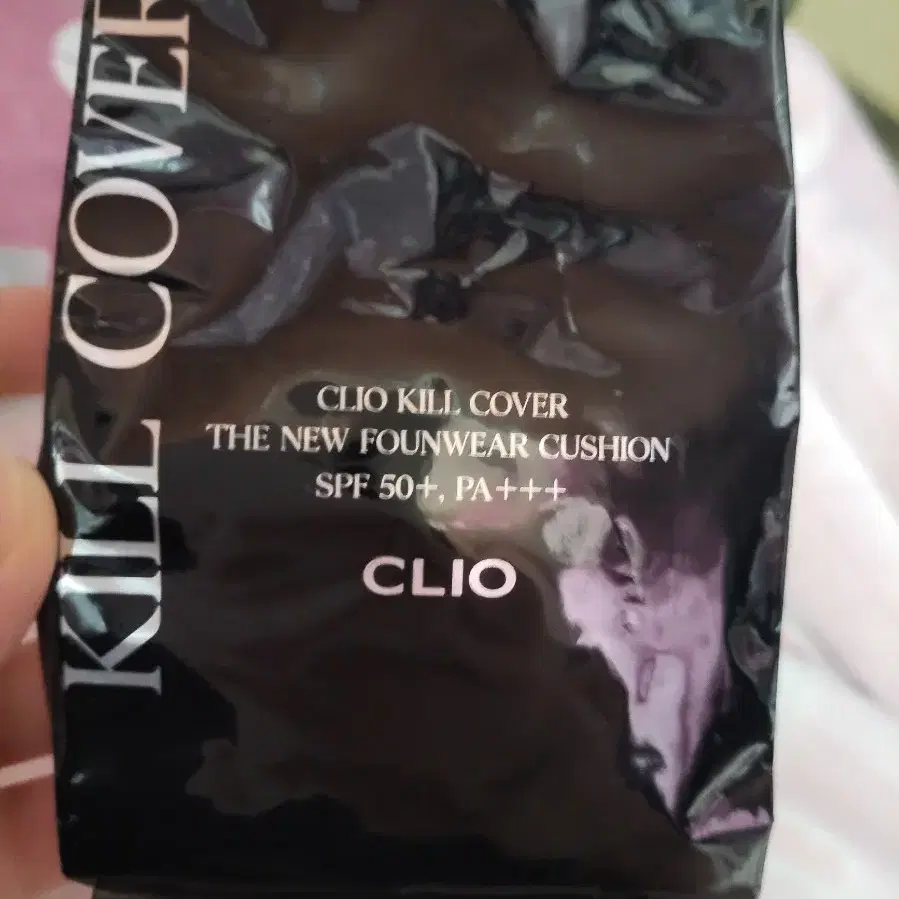 KILL COVER
CLIO KILL COVER
THE NEW FOUNWEAR CUSHION
SPF 50+, PA+++
CLIO